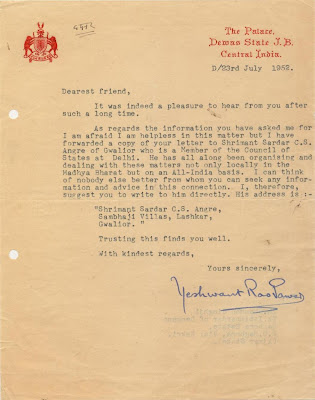 The Palace,
Dewas State J.B.
Central India.
D/23rd July 1952.
Dearest friend,
It was indeed a pleasure to hear from you after
such a long time.
As regards the information you have asked me for
I am afraid I am helpless in this matter but I have
forwarded a copy of your letter to Shrimant Sardar C.S.
Angre of Gwalior who is a Member of the Council of
States at Delhi. He has all along been organising and
dealing with these matters not only locally in the
Madhya Bharat but on an All-India basis. I can think
of nobody else better from whom you can seek any infor-
mation and advice in this connection. I, therefore,
suggest you to write to him directly. His address is :-
"Shrimant Sardar C.S. Angre,
Sambhaji Villas, Lashkar,
Gwalior. "
Trusting this finds you well.
With kindest regards,
Yours sincerely,
Yeshwant Rao Pawar